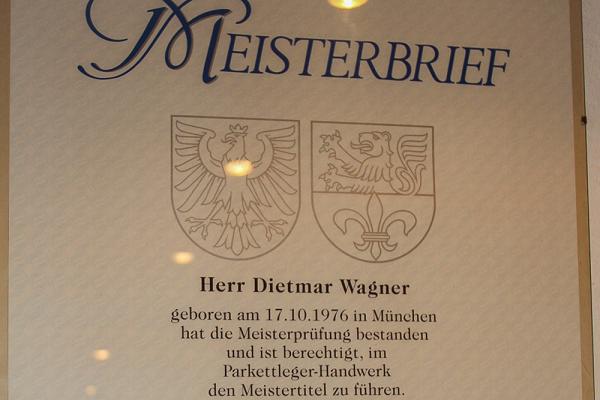 MEISTERBRIEF
Herr Dietmar Wagner
geboren am 17.10.1976 in München
hat die Meisterprüfung bestanden
und ist berechtigt, im
Parkettleger-Handwerk
den Meistertitel zu führen.